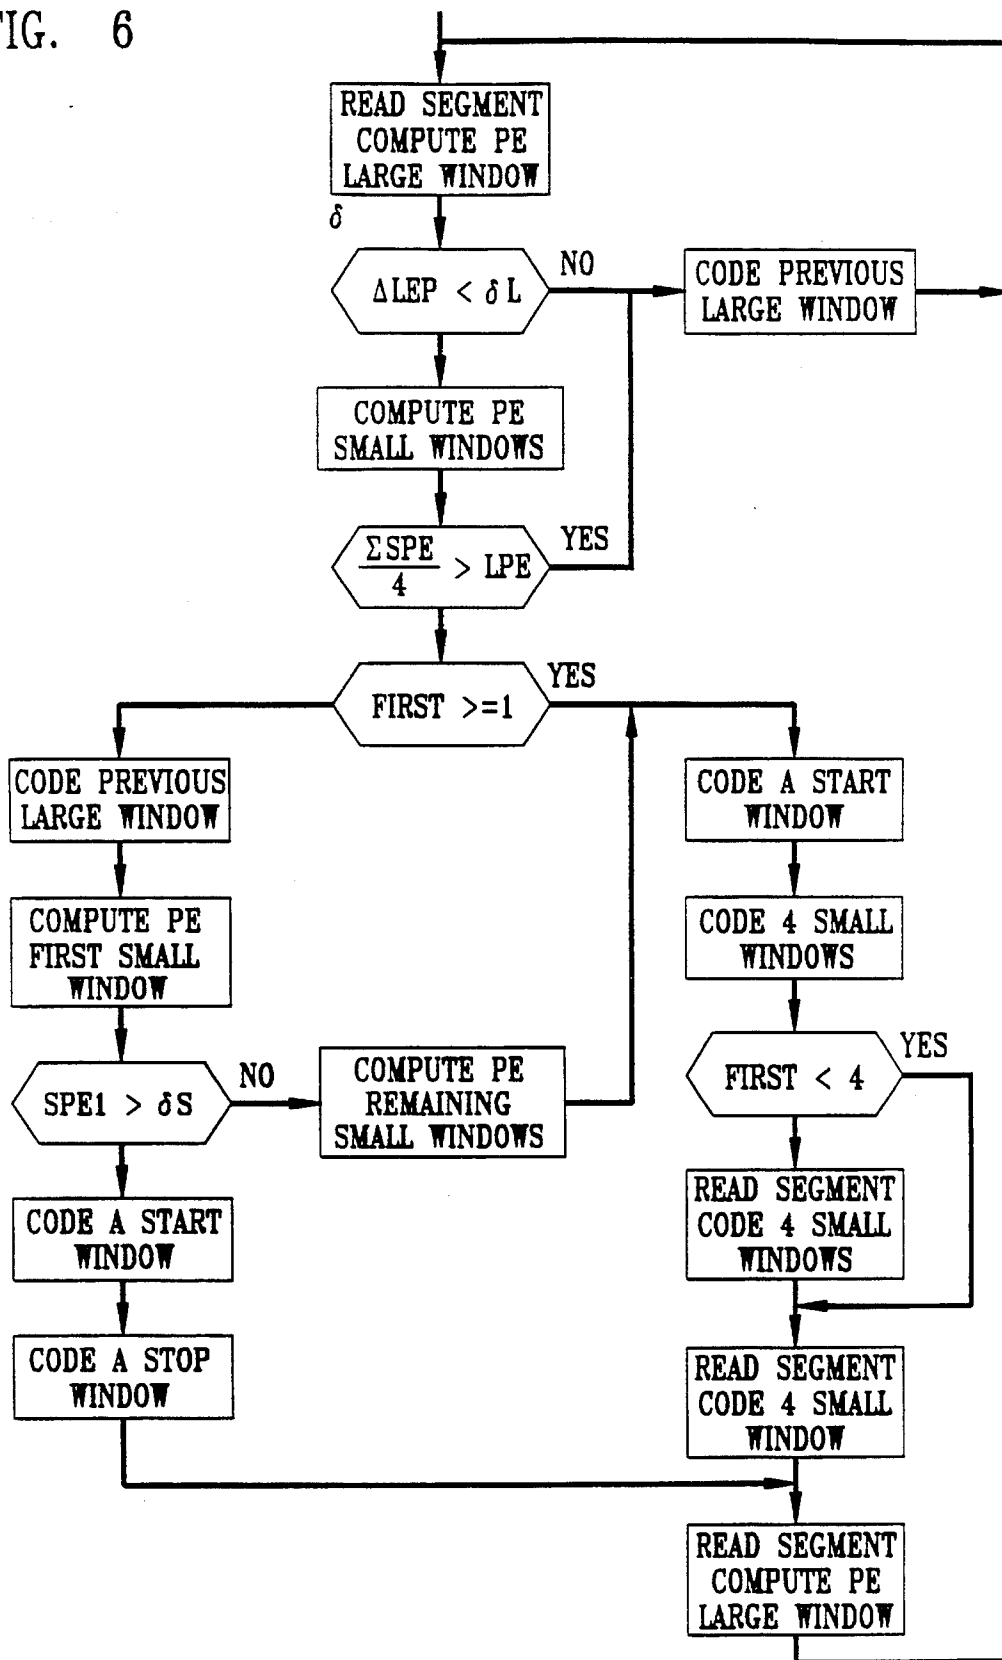 FIG. 6
READ SEGMENT
COMPUTE PE
LARGE WINDOW
δ
ΔLEP < δL
NO
CODE PREVIOUS
LARGE WINDOW
COMPUTE PE
SMALL WINDOWS
ΣSPE
4
> LPE
YES
FIRST >=1
YES
CODE PREVIOUS
LARGE WINDOW
CODE A START
WINDOW
COMPUTE PE
FIRST SMALL
WINDOW
CODE 4 SMALL
WINDOWS
SPE1 > δS
NO
COMPUTE PE
REMAINING
SMALL WINDOWS
FIRST < 4
YES
CODE A START
WINDOW
READ SEGMENT
CODE 4 SMALL
WINDOWS
CODE A STOP
WINDOW
READ SEGMENT
CODE 4 SMALL
WINDOW
READ SEGMENT
COMPUTE PE
LARGE WINDOW